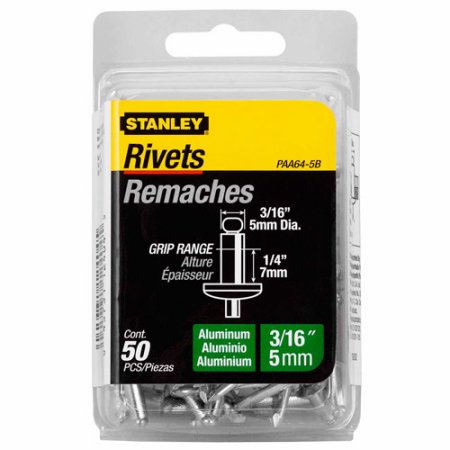 STANLEY
Rivets
PAA64-5B
Remaches
3/16"
5mm Dia.
GRIP RANGE
Alture
Épaisseur
1/4"
7mm
Cont.
50
PCS/Piezas
Aluminum
Aluminio
Aluminium
3/16"
5mm